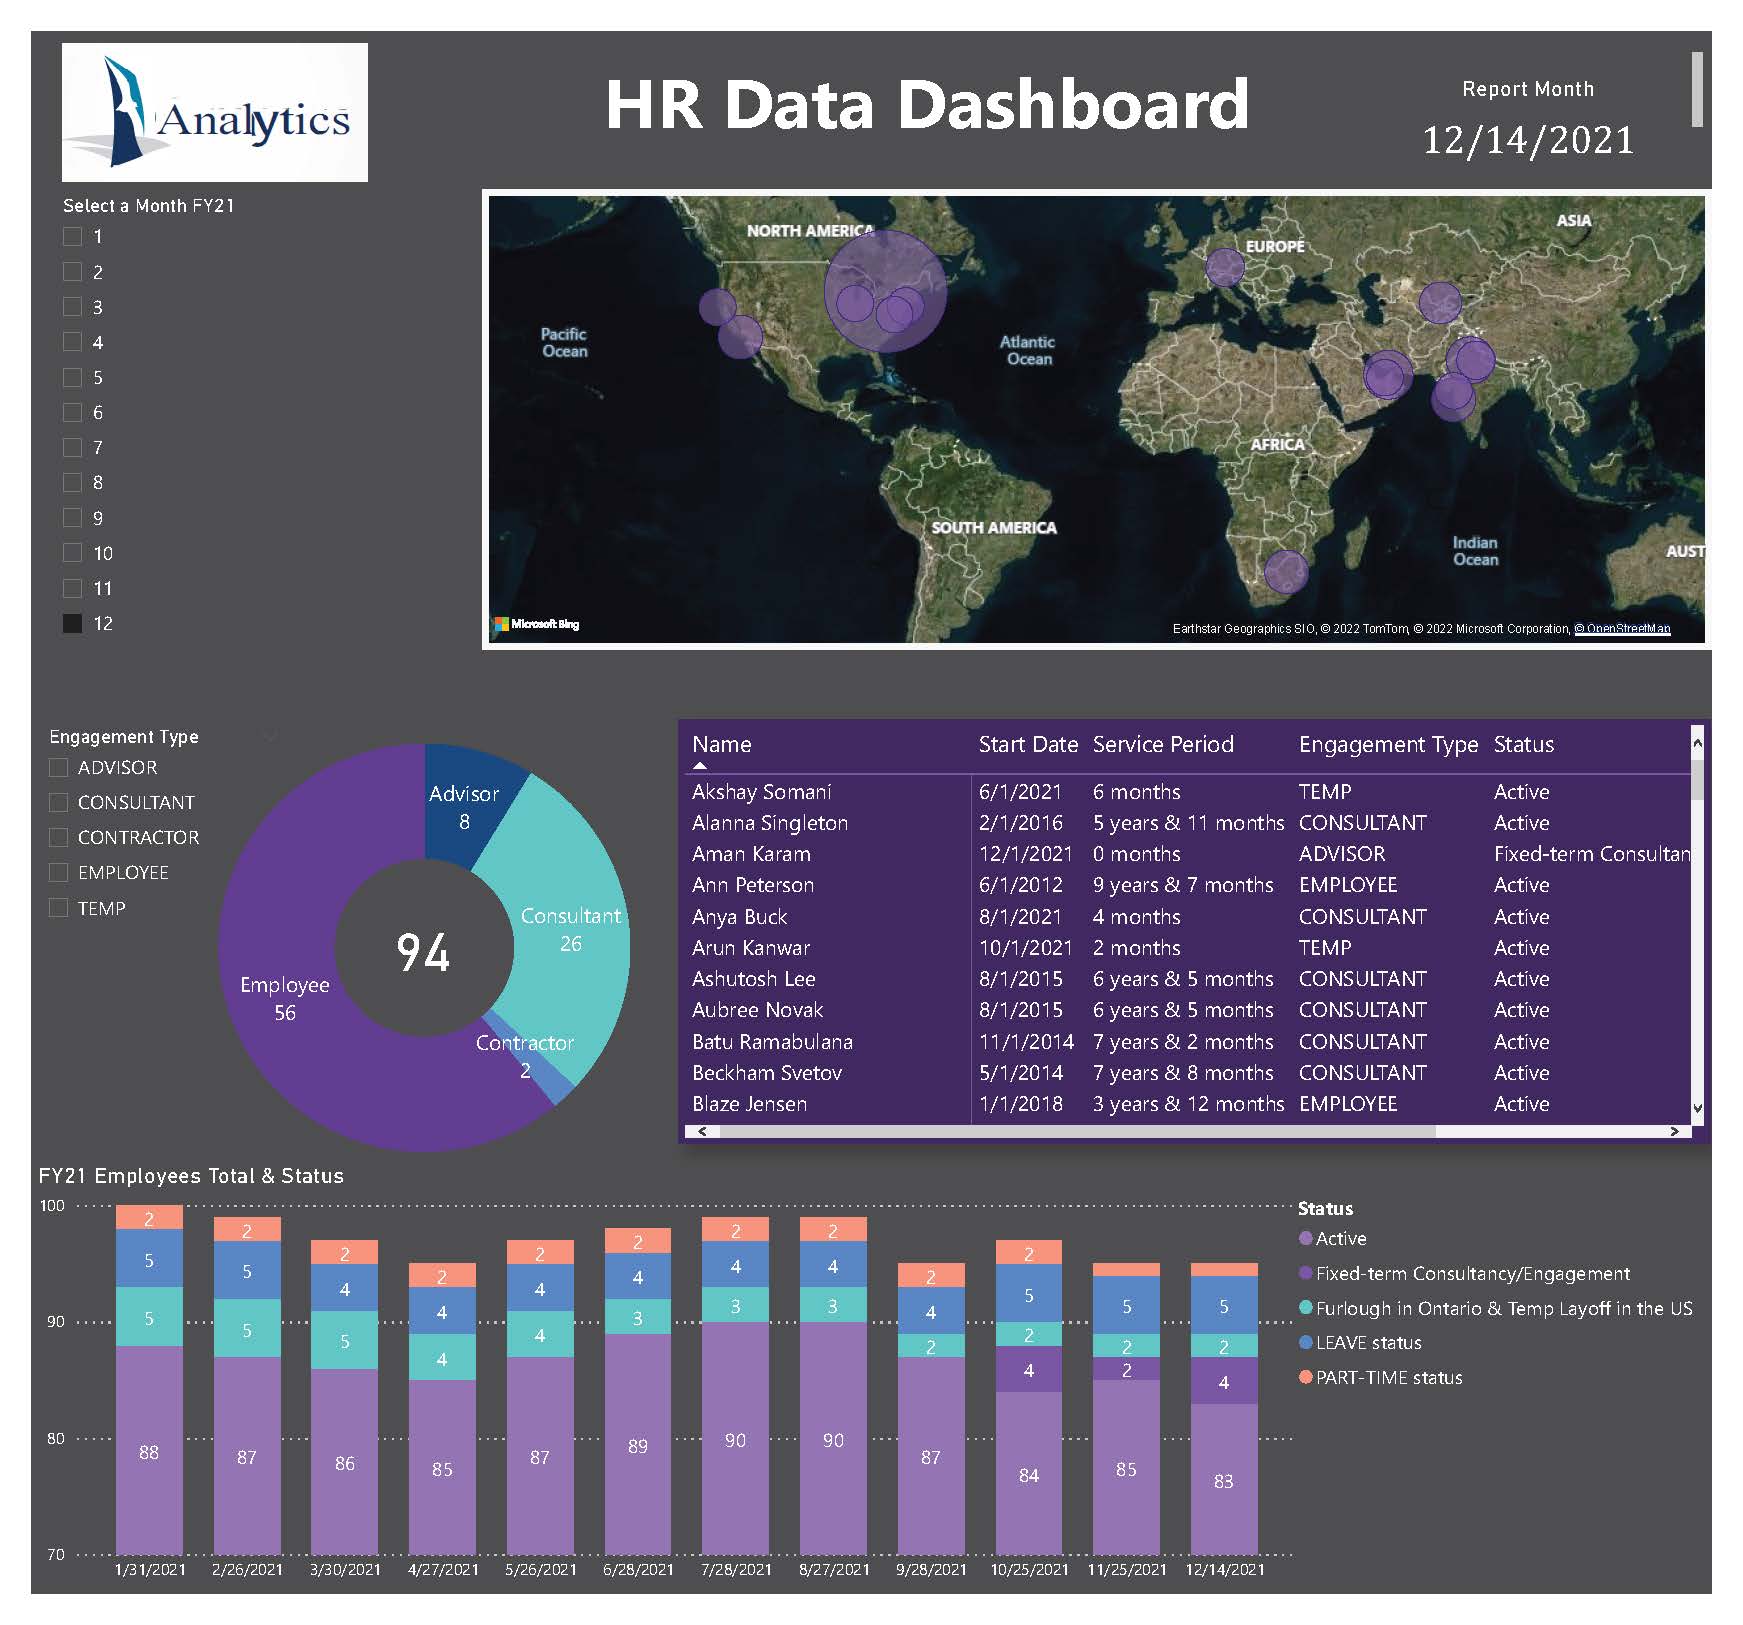 Analytics
HR Data Dashboard
Report Month
12/14/2021
Select a Month FY21
1
2
3
4
5
6
7
8
9
10
11
12
NORTH AMERICA
EUROPE
ASIA
Pacific
Ocean
Atlantic
Ocean
AFRICA
SOUTH AMERICA
Indian
Ocean
AUST
Microsoft Bing
Earthstar Geographics SIO, © 2022 TomTom, © 2022 Microsoft Corporation, © OpenStreetMap
Engagement Type
ADVISOR
CONSULTANT
CONTRACTOR
EMPLOYEE
TEMP
Advisor
8
Consultant
26
94
Employee
56
Contractor
2
Name Start Date Service Period Engagement Type Status
Akshay Somani 6/1/2021 6 months TEMP Active
Alanna Singleton 2/1/2016 5 years & 11 months CONSULTANT Active
Aman Karam 12/1/2021 0 months ADVISOR Fixed-term Consultan
Ann Peterson 6/1/2012 9 years & 7 months EMPLOYEE Active
Anya Buck 8/1/2021 4 months CONSULTANT Active
Arun Kanwar 10/1/2021 2 months TEMP Active
Ashutosh Lee 8/1/2015 6 years & 5 months CONSULTANT Active
Aubree Novak 8/1/2015 6 years & 5 months CONSULTANT Active
Batu Ramabulana 11/1/2014 7 years & 2 months CONSULTANT Active
Beckham Svetov 5/1/2014 7 years & 8 months CONSULTANT Active
Blaze Jensen 1/1/2018 3 years & 12 months EMPLOYEE Active
FY21 Employees Total & Status
100
90
80
70
2 5 5 88
2 5 5 87
2 4 5 86
2 4 4 85
2 4 4 87
2 4 3 89
2 4 3 90
2 4 3 90
2 4 2 87
2 5 2 4 84
5 2 2 85
5 2 4 83
1/31/2021 2/26/2021 3/30/2021 4/27/2021 5/26/2021 6/28/2021 7/28/2021 8/27/2021 9/28/2021 10/25/2021 11/25/2021 12/14/2021
Status
Active
Fixed-term Consultancy/Engagement
Furlough in Ontario & Temp Layoff in the US
LEAVE status
PART-TIME status